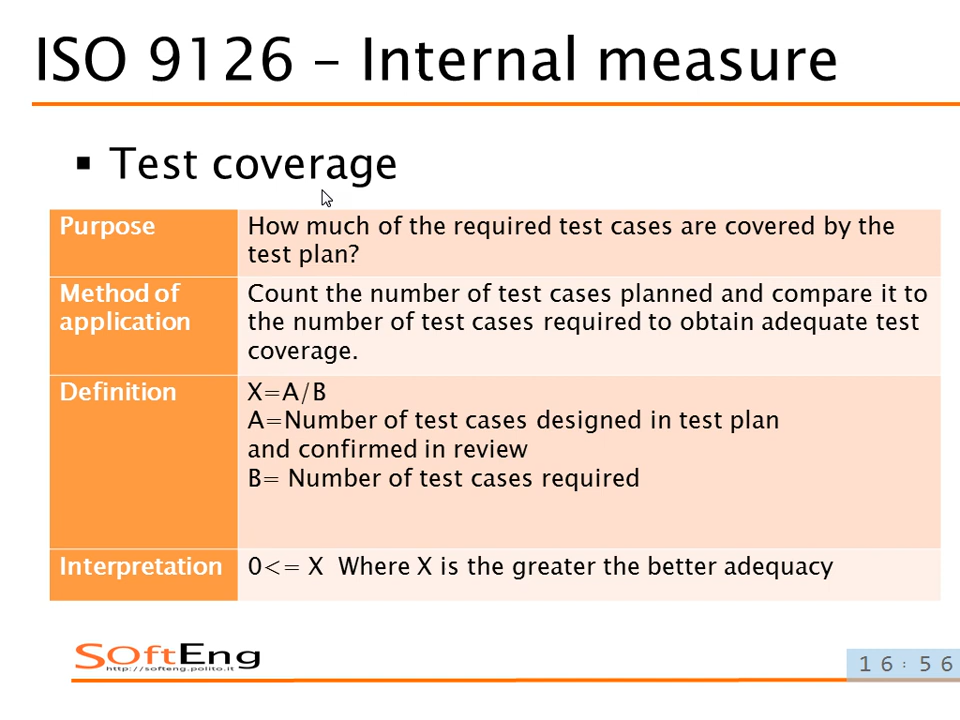 ISO 9126 – Internal measure
▪ Test coverage
Purpose
How much of the required test cases are covered by the
test plan?
Method of
application
Count the number of test cases planned and compare it to
the number of test cases required to obtain adequate test
coverage.
Definition
X=A/B
A=Number of test cases designed in test plan
and confirmed in review
B= Number of test cases required
Interpretation
0<= X  Where X is the greater the better adequacy
SOftEng
http://softeng.polito.it
16:56